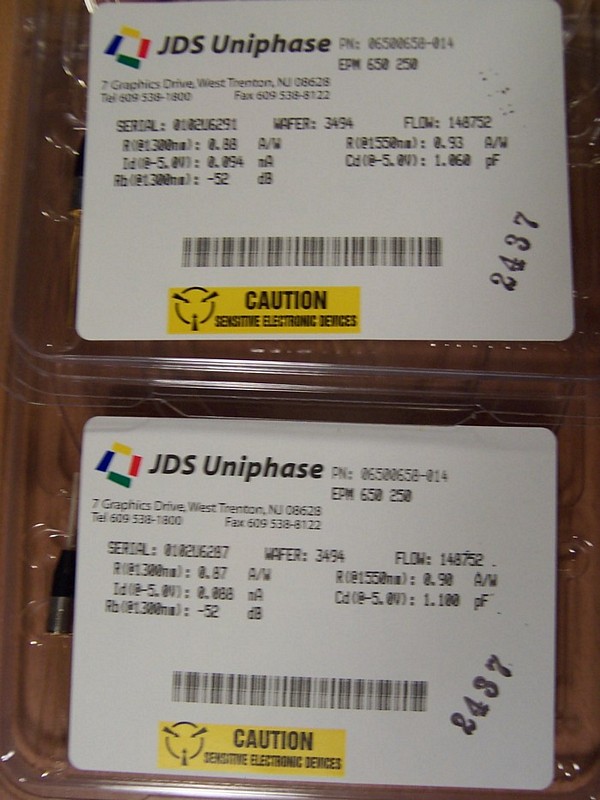 JDS Uniphase PN: 06500658-014
EPM 650 250
7 Graphics Drive, West Trenton, NJ 08628
Tel 609 538-1800 Fax 609 538-8122
SERIAL: 0102U6291 WAFER: 3494 FLOW: 148752
R(@1300nm): 0.88 A/W R(@1550nm): 0.93 A/W
Id(@-5.0V): 0.094 nA Cd(@-5.0V): 1.060 pF
Rb(@1300nm): -52 dB
2437
CAUTION
SENSITIVE ELECTRONIC DEVICES
JDS Uniphase PN: 06500658-014
EPM 650 250
7 Graphics Drive, West Trenton, NJ 08628
Tel 609 538-1800 Fax 609 538-8122
SERIAL: 0102U6287 WAFER: 3494 FLOW: 148752
R(@1300nm): 0.87 A/W R(@1550nm): 0.90 A/W
Id(@-5.0V): 0.088 nA Cd(@-5.0V): 1.100 pF
Rb(@1300nm): -52 dB
2437
CAUTION
SENSITIVE ELECTRONIC DEVICES